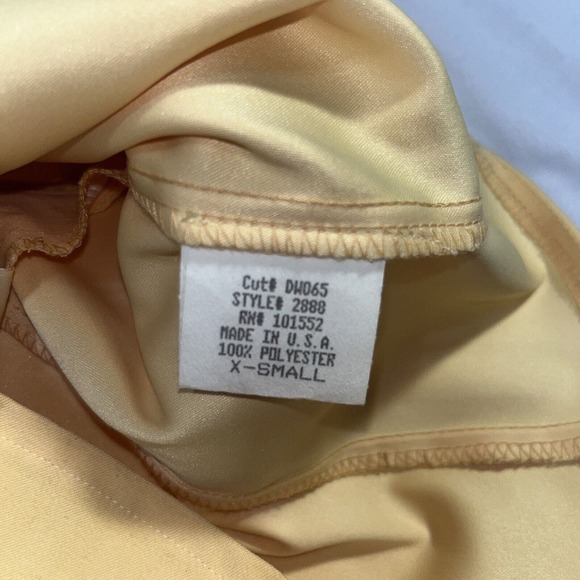 Cut# DW065
STYLE# 2888
RN# 101552
MADE IN U.S.A.
100% POLYESTER
X-SMALL